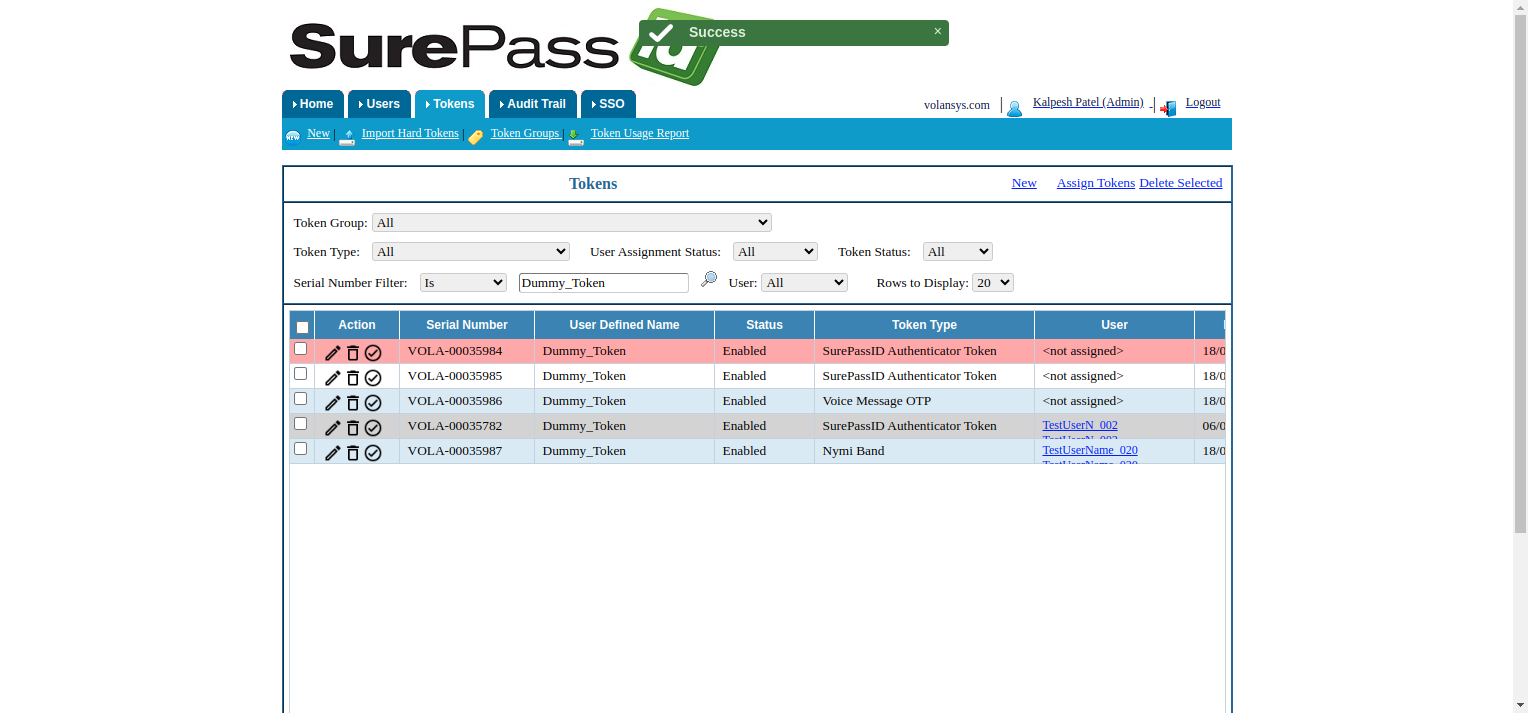 SurePass id
Success ×
Home Users Tokens Audit Trail SSO
volansys.com | Kalpesh Patel (Admin) | Logout
New | Import Hard Tokens | Token Groups | Token Usage Report
Tokens New Assign Tokens Delete Selected
Token Group: All
Token Type: All User Assignment Status: All Token Status: All
Serial Number Filter: Is Dummy_Token User: All Rows to Display: 20
Action Serial Number User Defined Name Status Token Type User
VOLA-00035984 Dummy_Token Enabled SurePassID Authenticator Token <not assigned> 18/0
VOLA-00035985 Dummy_Token Enabled SurePassID Authenticator Token <not assigned> 18/0
VOLA-00035986 Dummy_Token Enabled Voice Message OTP <not assigned> 18/0
VOLA-00035782 Dummy_Token Enabled SurePassID Authenticator Token TestUserN_002 06/0
TestUserN_002
VOLA-00035987 Dummy_Token Enabled Nymi Band TestUserName_020 18/0
TestUserName_020